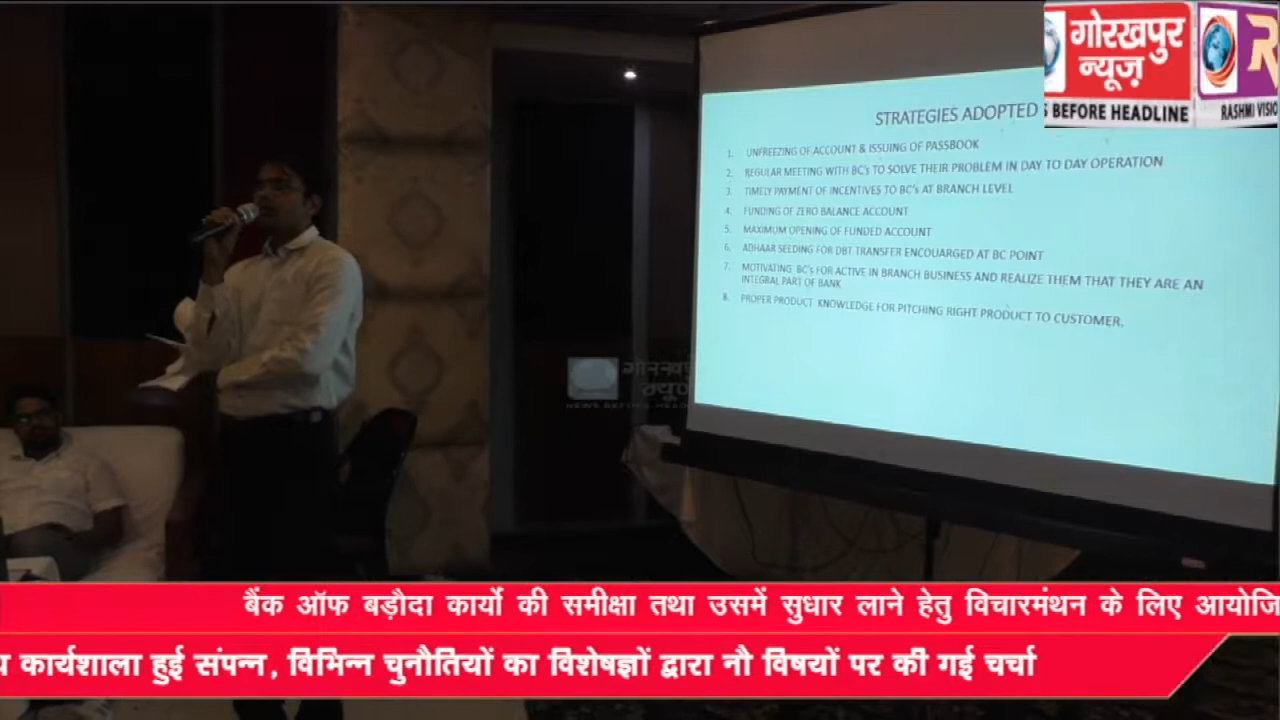 गोरखपुर
न्यूज़
S BEFORE HEADLINE
R
RASHMI VISIO
STRATEGIES ADOPTED
1. UNFREEZING OF ACCOUNT & ISSUING OF PASSBOOK
2. REGULAR MEETING WITH BC's TO SOLVE THEIR PROBLEM IN DAY TO DAY OPERATION
3. TIMELY PAYMENT OF INCENTIVES TO BC's AT BRANCH LEVEL
4. FUNDING OF ZERO BALANCE ACCOUNT
5. MAXIMUM OPENING OF FUNDED ACCOUNT
6. ADHAAR SEEDING FOR DBT TRANSFER ENCOUARGED AT BC POINT
7. MOTIVATING BC's FOR ACTIVE IN BRANCH BUSINESS AND REALIZE THEM THAT THEY ARE AN
INTEGRAL PART OF BANK
8. PROPER PRODUCT KNOWLEDGE FOR PITCHING RIGHT PRODUCT TO CUSTOMER.
गोरखपु
न्यूज़
NEWS BEFORE HEAD
बैंक ऑफ बड़ौदा कार्यो की समीक्षा तथा उसमें सुधार लाने हेतु विचारमंथन के लिए आयोजि
य कार्यशाला हुई संपन्न, विभिन्न चुनौतियों का विशेषज्ञों द्वारा नौ विषयों पर की गई चर्चा